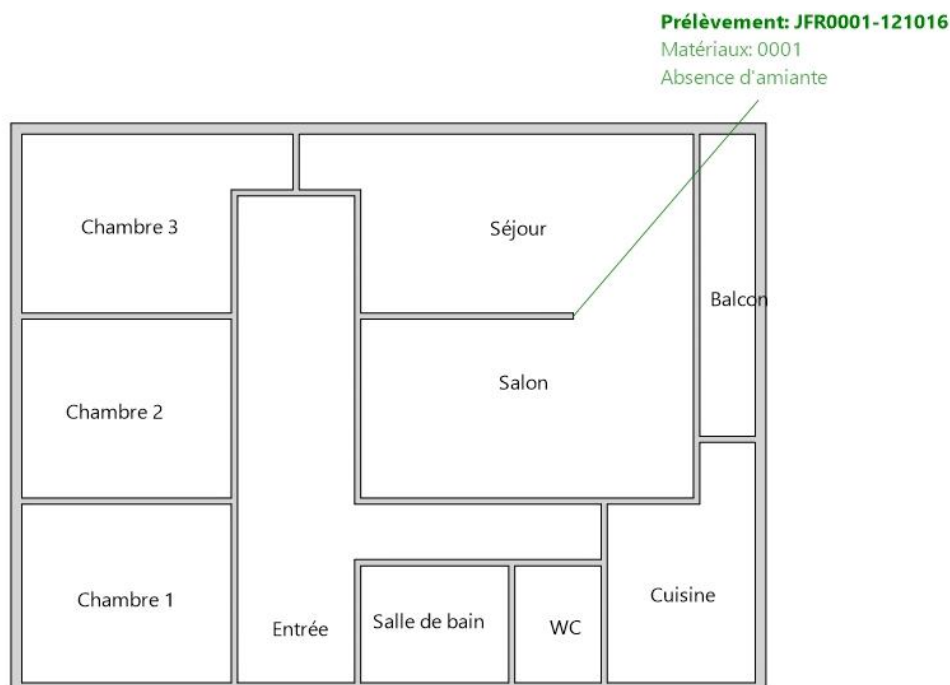 Prélèvement: JFR0001-121016
Matériaux: 0001
Absence d'amiante
Chambre 3
Séjour
Balcon
Salon
Chambre 2
Chambre 1
Cuisine
Salle de bain
Entrée
WC